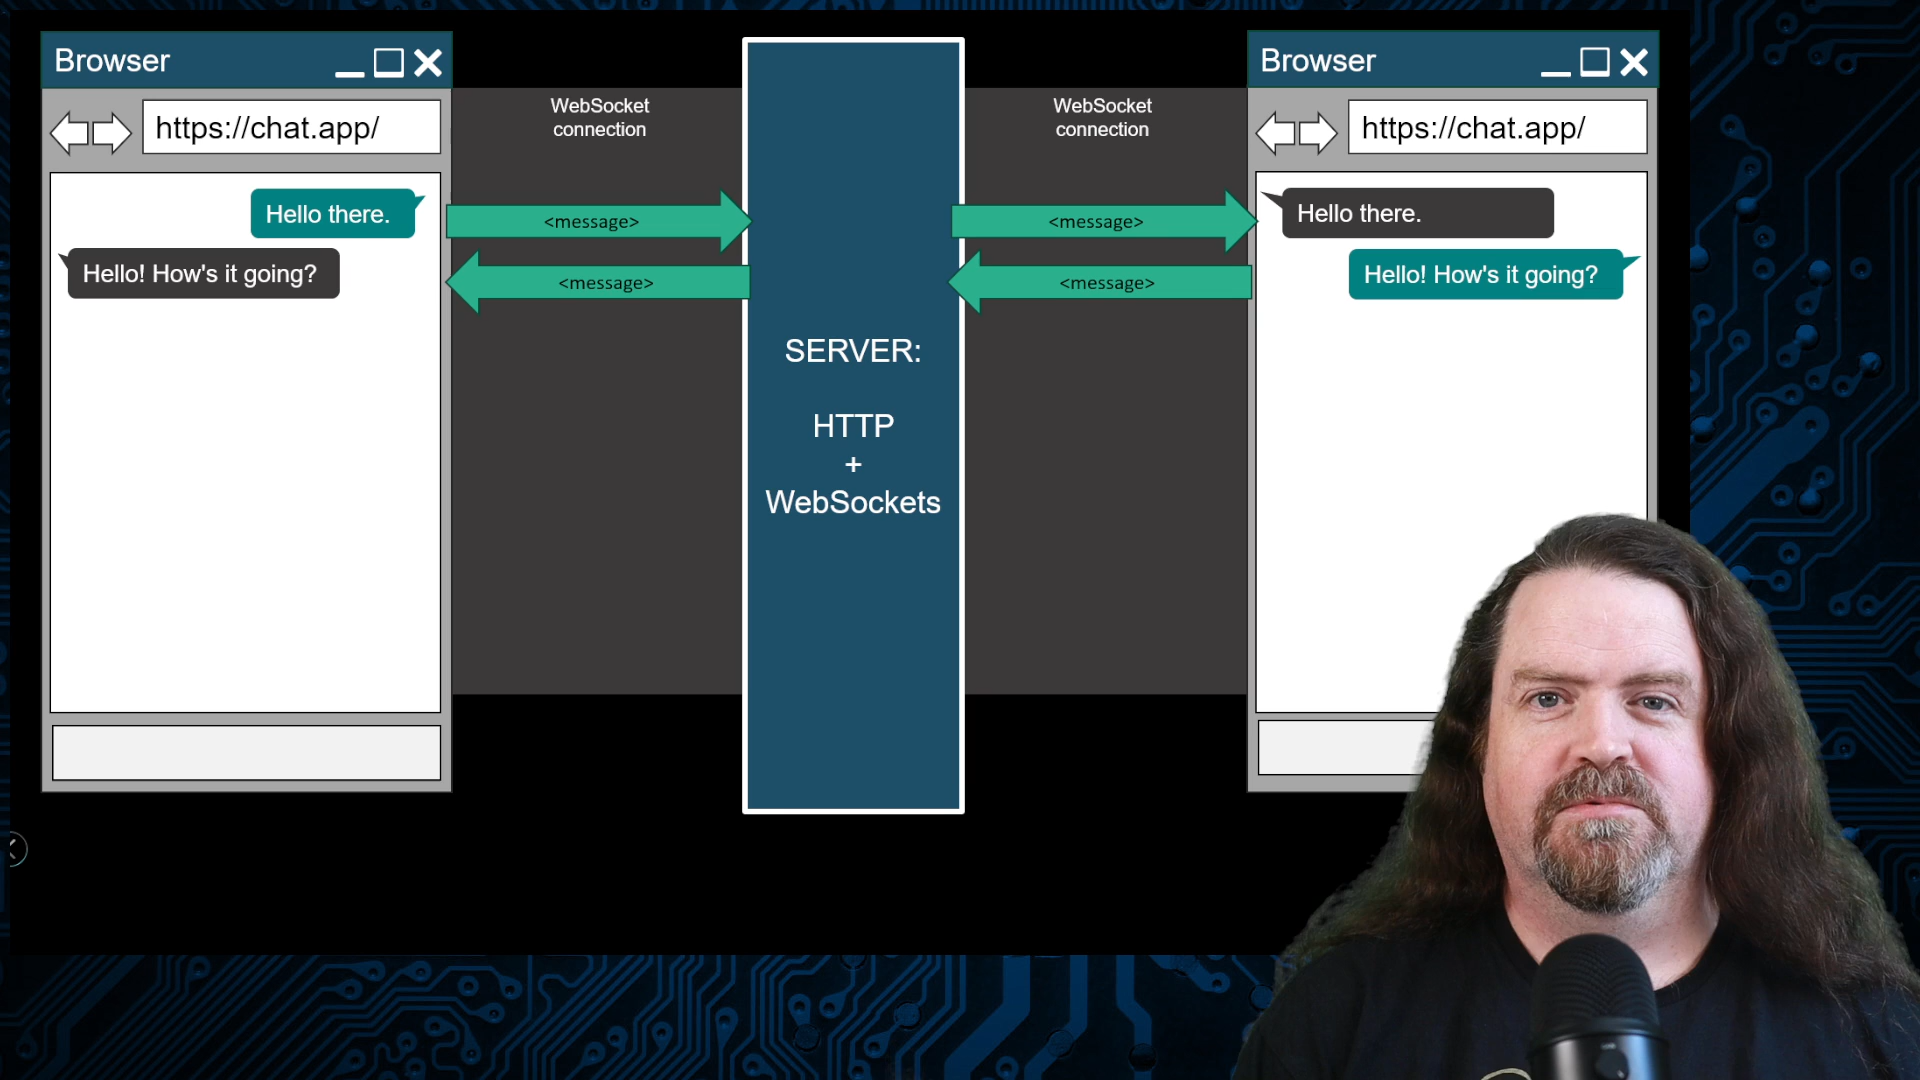 Browser
https://chat.app/
Hello there.
Hello! How's it going?
WebSocket
connection
<message>
<message>
SERVER:
HTTP
+
WebSockets
WebSocket
connection
<message>
<message>
Browser
https://chat.app/
Hello there.
Hello! How's it going?